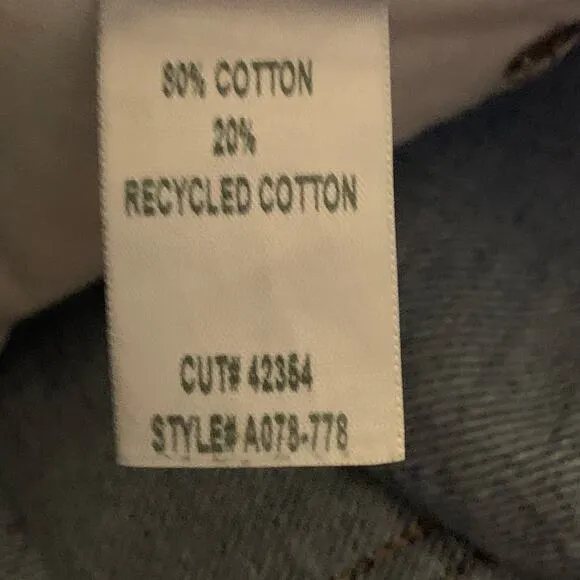 80% COTTON
20%
RECYCLED COTTON
CUT# 42354
STYLE# A078-778